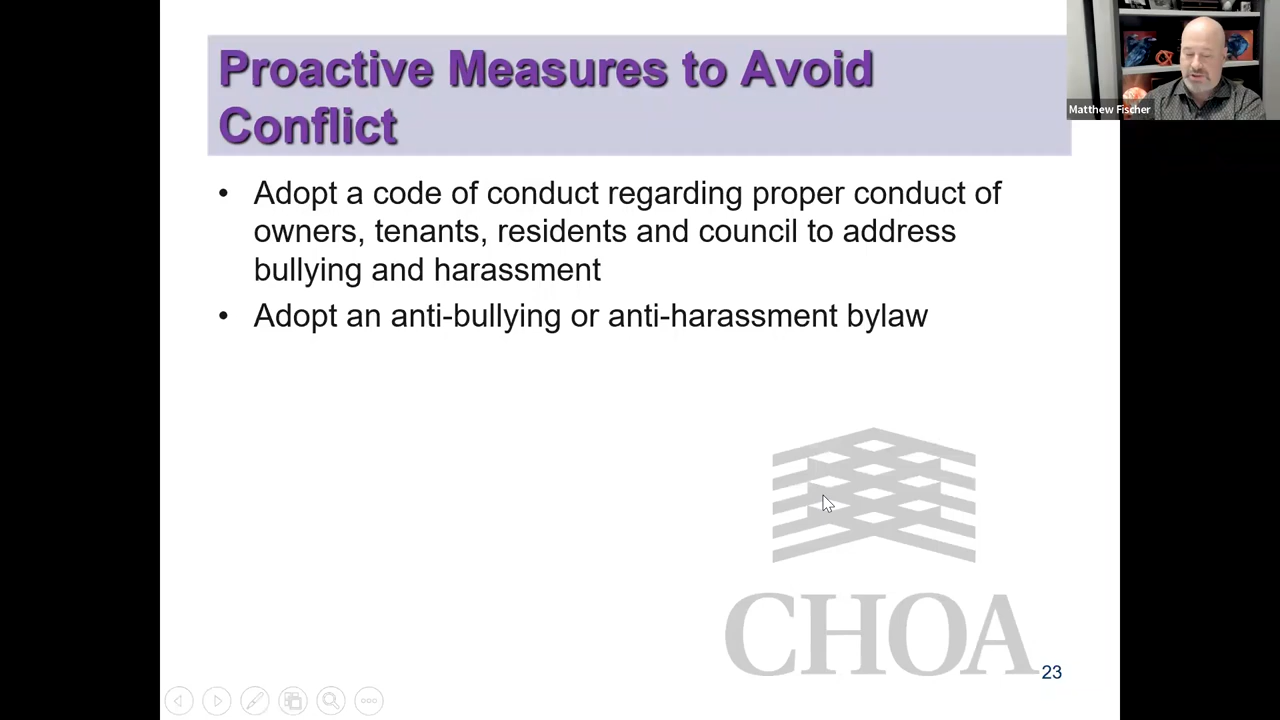 Proactive Measures to Avoid
Conflict
• Adopt a code of conduct regarding proper conduct of
owners, tenants, residents and council to address
bullying and harassment
• Adopt an anti-bullying or anti-harassment bylaw
CHOA
23
Matthew Fischer